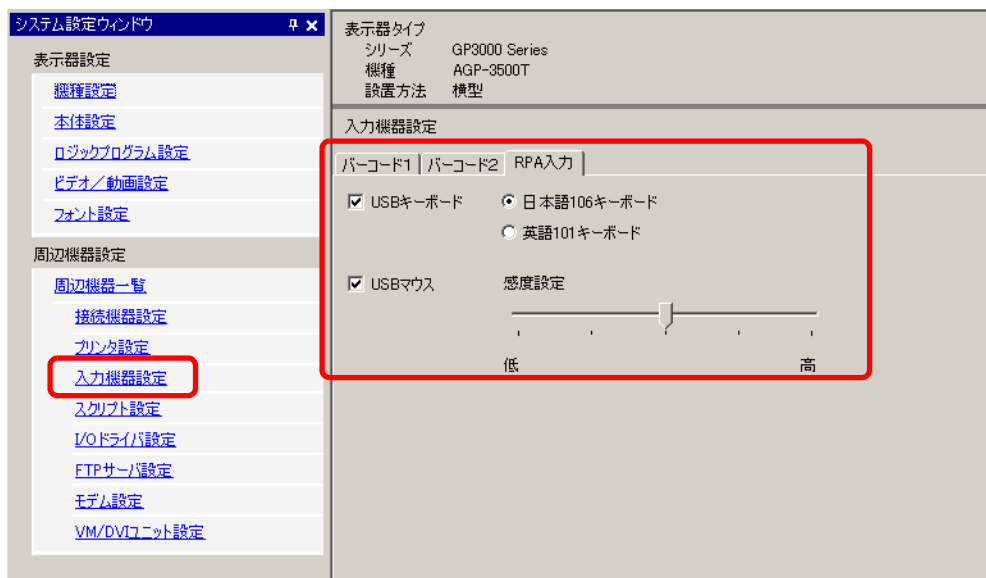 システム設定ウィンドウ
表示器設定
機種設定
本体設定
ロジックプログラム設定
ビデオ／動画設定
フォント設定
周辺機器設定
周辺機器一覧
接続機器設定
プリンタ設定
入力機器設定
スクリプト設定
I/Oドライバ設定
FTPサーバ設定
モデム設定
VM/DVIユニット設定
表示器タイプ
シリーズ GP3000 Series
機種 AGP-3500T
設置方法 横型
入力機器設定
バーコード1 バーコード2 RPA入力
USBキーボード 日本語106キーボード
英語101キーボード
USBマウス 感度設定
低 高